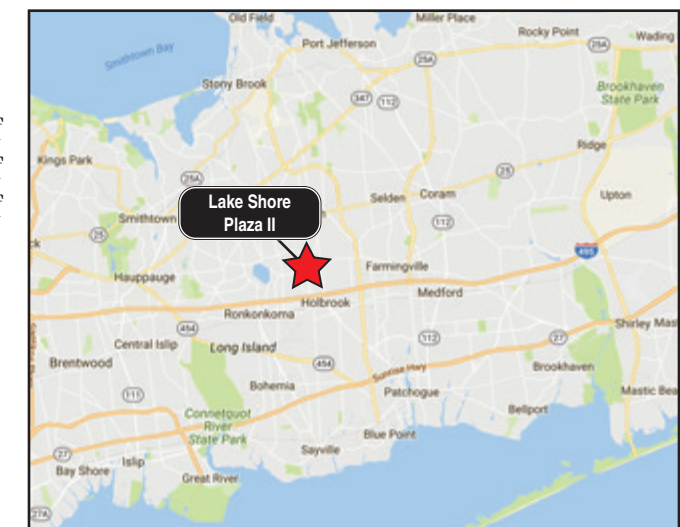 Old Field
Miller Place
Rocky Point
Wading
Port Jefferson
25A
25A
Smithtown Bay
Stony Brook
347
112
Brookhaven
State Park
Kings Park
Ridge
25A
25
Lake Shore
Plaza II
Selden
Coram
Upton
Smithtown
112
25
495
Farmingville
Hauppauge
Medford
Holbrook
Ronkonkoma
454
Shirley
Mas
Central Islip
Long Island
112
27
454
Brentwood
Sunrise Hwy
Brookhaven
Bohemia
Patchogue
Mastic Bea
111
Bellport
Connetquot
River
State Park
Blue Point
Sayville
27
Islip
Bay Shore
Great River
27A